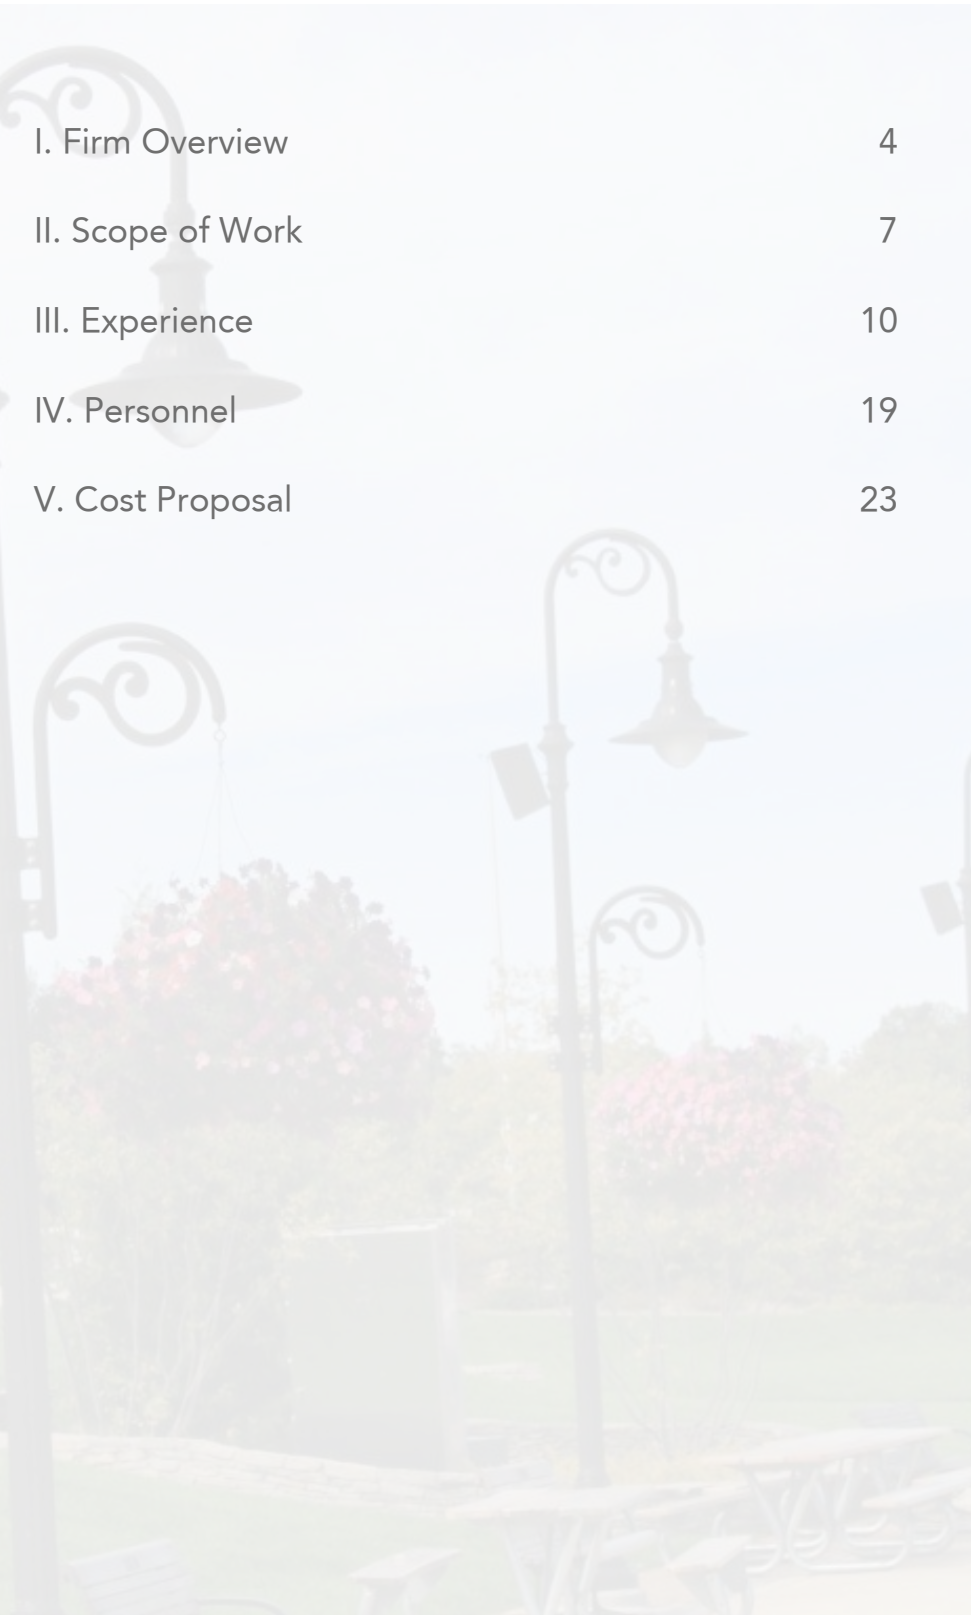 I. Firm Overview 4
II. Scope of Work 7
III. Experience 10
IV. Personnel 19
V. Cost Proposal 23